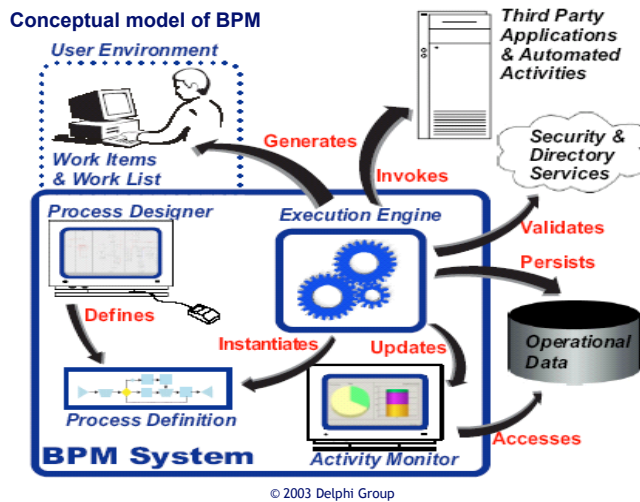 Conceptual model of BPM
User Environment
Third Party
Applications
& Automated
Activities
Generates
Invokes
Security &
Directory
Services
Work Items
& Work List
Process Designer
Execution Engine
Validates
Persists
Defines
Instantiates
Updates
Operational
Data
Process Definition
Accesses
BPM System
Activity Monitor
© 2003 Delphi Group